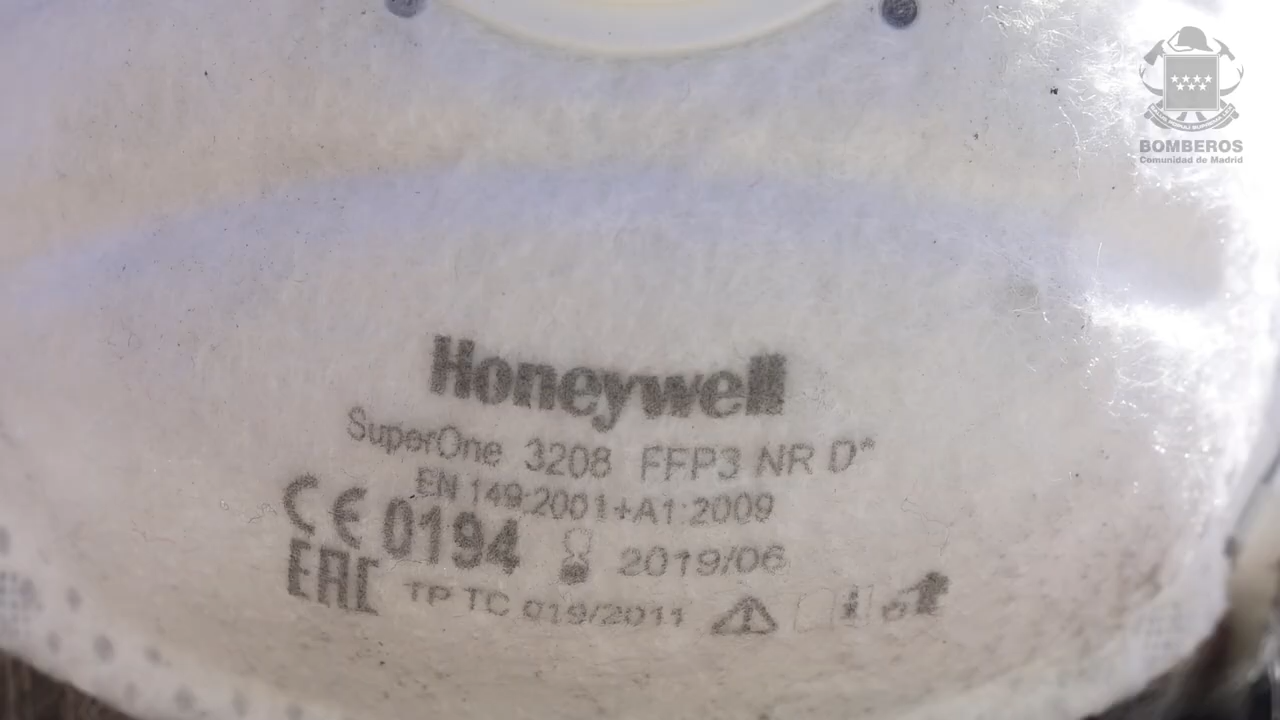 BOMBEROS
Comunidad de Madrid
Honeywell
SuperOne 3208 FFP3 NR D*
EN 149:2001+A1:2009
CE 0194 2019/06
EAC TP TC 019/2011